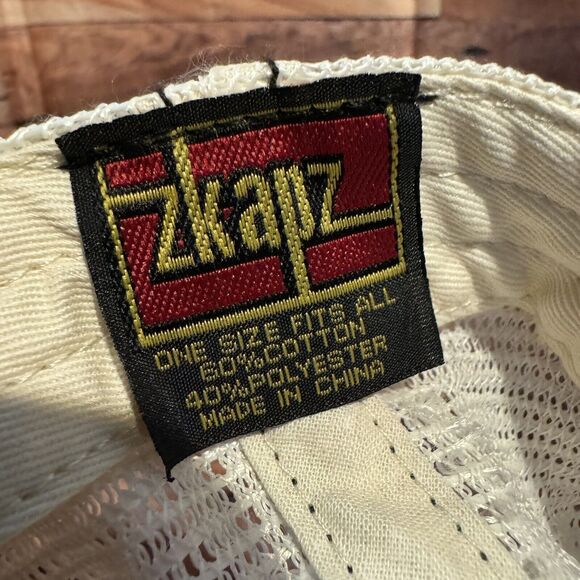 zkapz
ONE SIZE FITS ALL
60%COTTON
40%POLYESTER
MADE IN CHINA